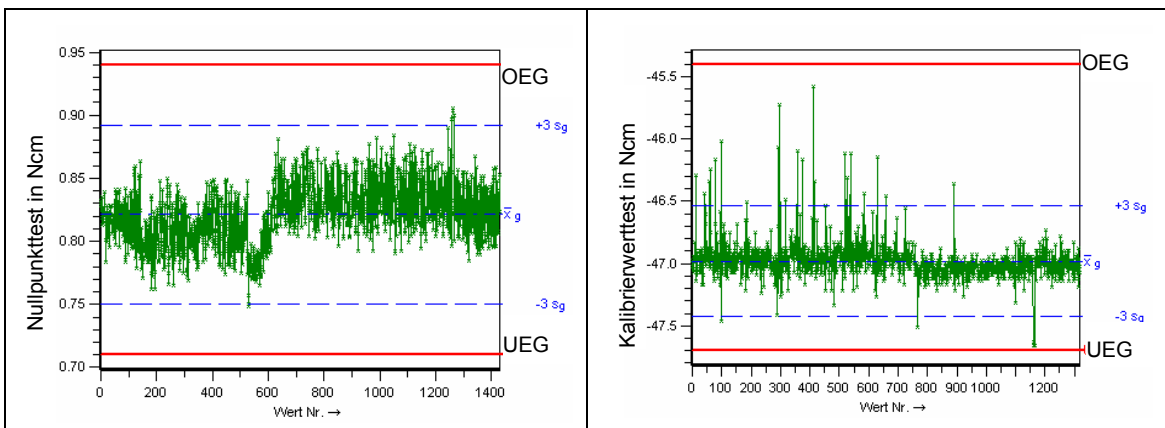 0.95
OEG
0.90
+3 sg
0.85
x̄ g
0.80
0.75
-3 sg
UEG
0.70
0 200 400 600 800 1000 1200 1400
Wert Nr. →
Nullpunkttest in Ncm
OEG
-45.5
-46.0
-46.5
+3 sg
-47.0
x̄ g
-47.5
-3 sg
UEG
0 100 200 300 400 500 600 700 800 900 1000 1200
Wert Nr. →
Kalibrierwerttest in Ncm